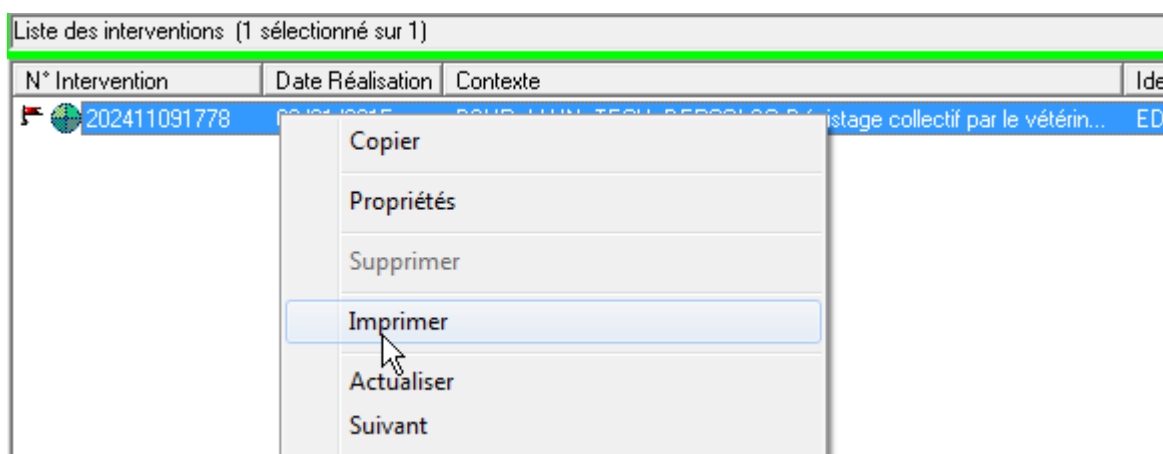 Liste des interventions (1 sélectionné sur 1)
N° Intervention Date Réalisation Contexte Ide
202411091778 collectif par le vétérin... ED
Copier
Propriétés
Supprimer
Imprimer
Actualiser
Suivant